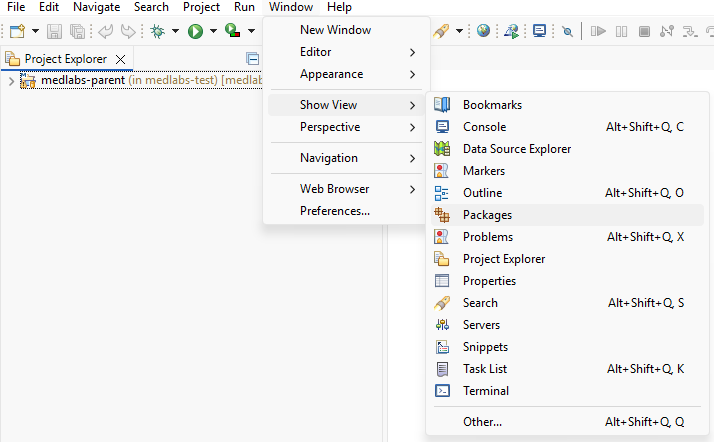 File Edit Navigate Search Project Run Window Help
Project Explorer
medlabs-parent (in medlabs-test) [medlab
New Window
Editor
Appearance
Show View
Perspective
Navigation
Web Browser
Preferences...
Bookmarks
Console Alt+Shift+Q, C
Data Source Explorer
Markers
Outline Alt+Shift+Q, O
Packages
Problems Alt+Shift+Q, X
Project Explorer
Properties
Search Alt+Shift+Q, S
Servers
Snippets
Task List Alt+Shift+Q, K
Terminal
Other... Alt+Shift+Q, Q